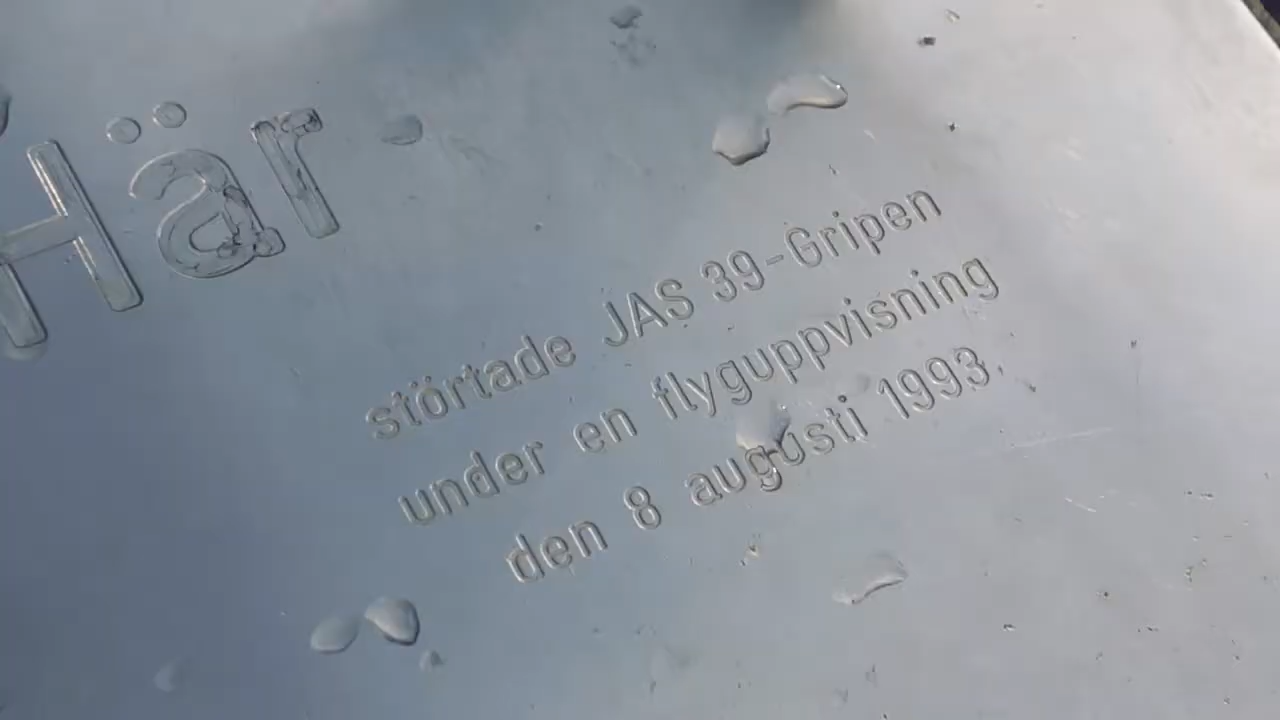 Här
störtade JAS 39-Gripen
under en flyguppvisning
den 8 augusti 1993